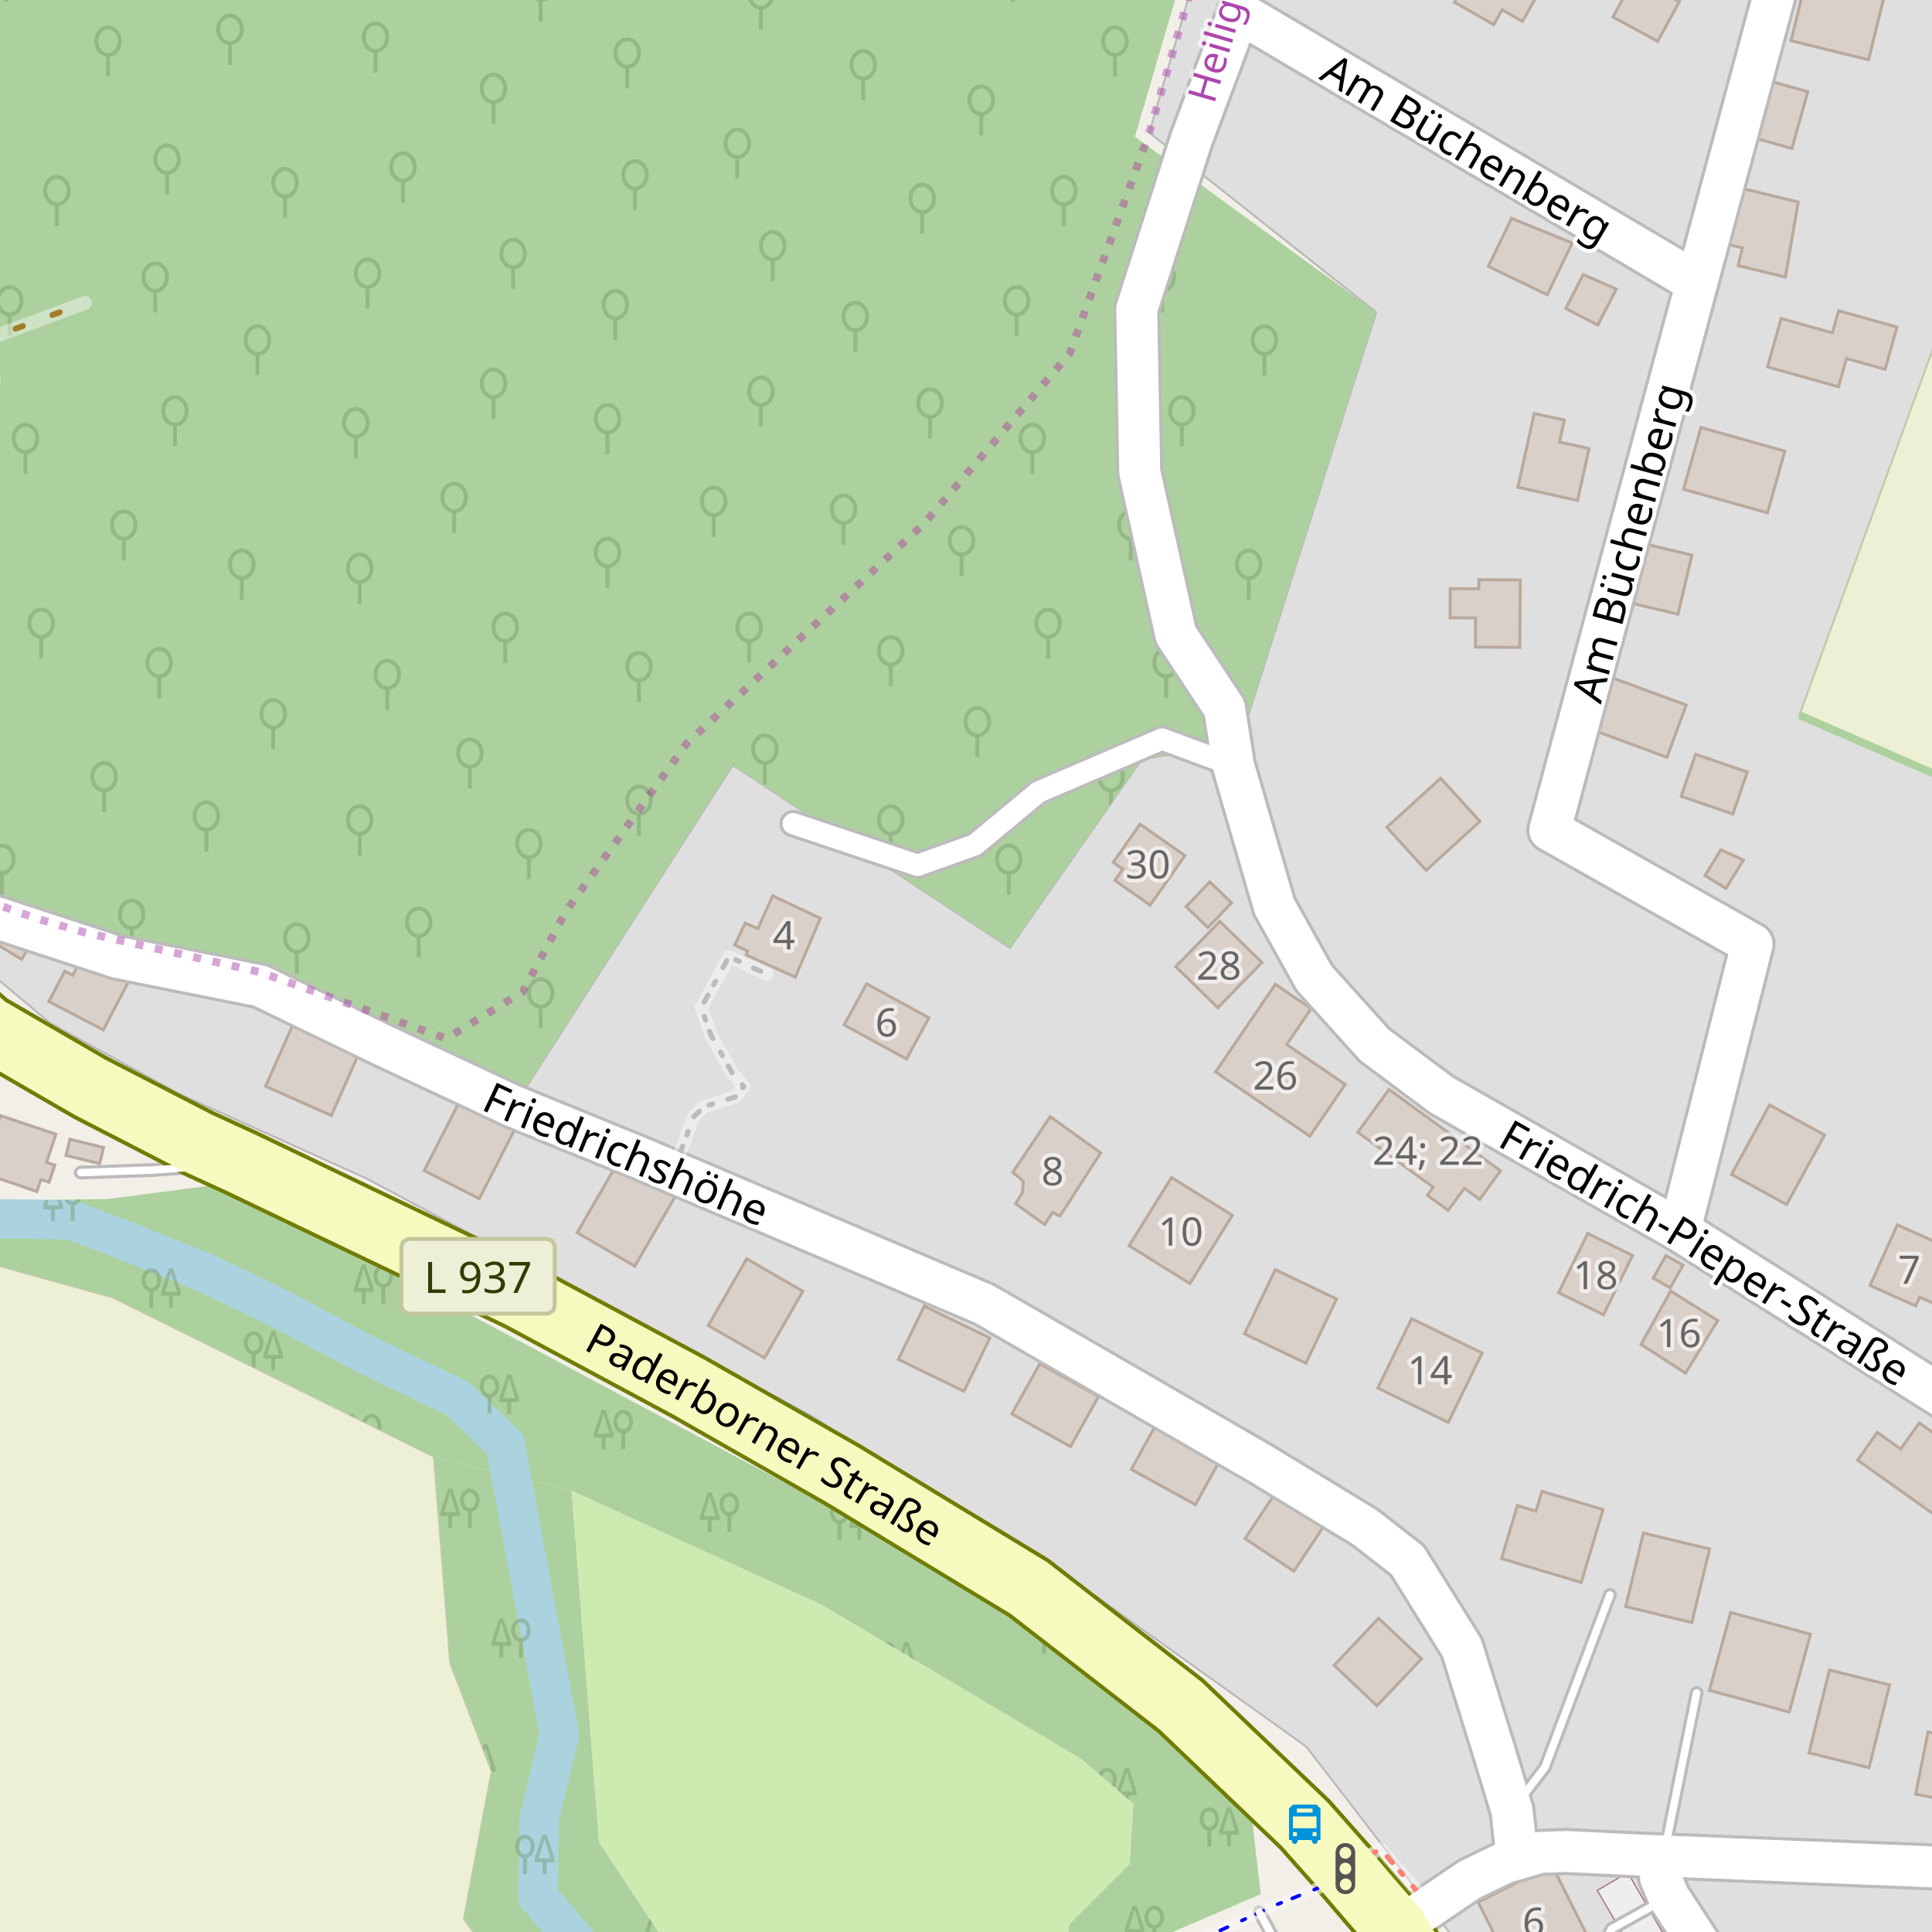 Heilig
Am Büchenberg
Am Büchenberg
30
4
28
6
26
Friedrichshöhe
8
24; 22
Friedrich-Pieper-Straße
10
18
7
L 937
16
14
Paderborner Straße
6